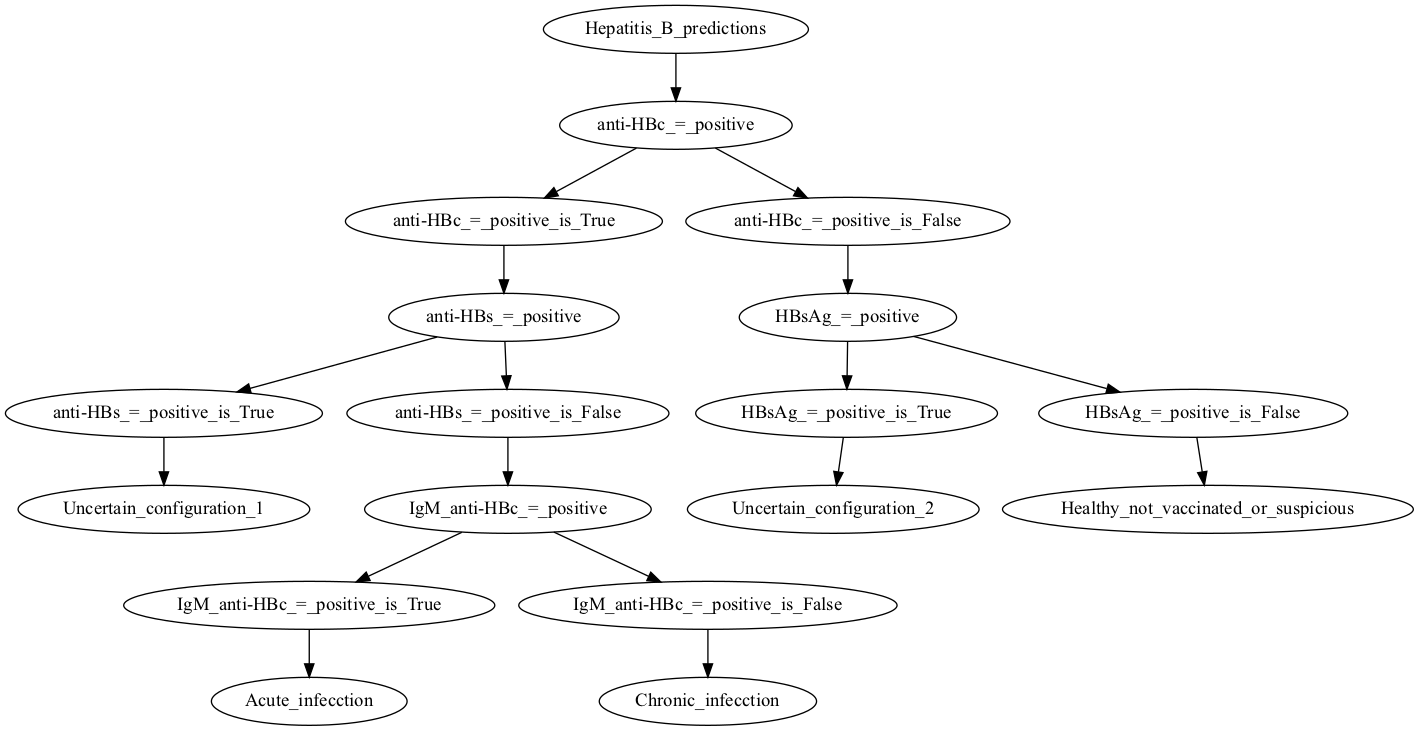 Hepatitis_B_predictions
anti-HBc_=_positive
anti-HBc_=_positive_is_True
anti-HBc_=_positive_is_False
anti-HBs_=_positive
HBsAg_=_positive
anti-HBs_=_positive_is_True
anti-HBs_=_positive_is_False
HBsAg_=_positive_is_True
HBsAg_=_positive_is_False
Uncertain_configuration_1
IgM_anti-HBc_=_positive
Uncertain_configuration_2
Healthy_not_vaccinated_or_suspicious
IgM_anti-HBc_=_positive_is_True
IgM_anti-HBc_=_positive_is_False
Acute_infecction
Chronic_infecction